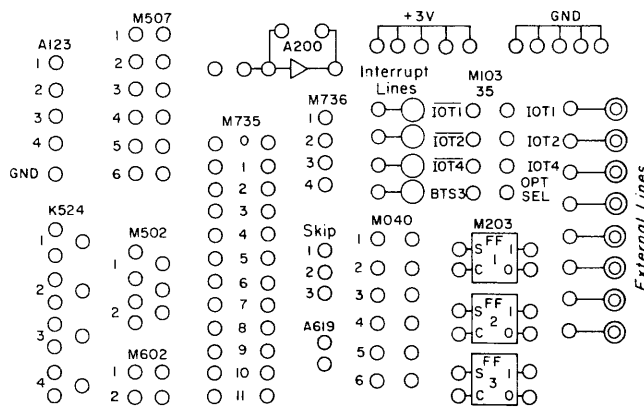 M507
1
2
3
4
5
6
A123
1
2
3
4
GND
A200
+3V
GND
Interrupt
Lines
M103
35
IOT1
IOT2
IOT4
BTS3
IOT1
IOT2
IOT4
OPT
SEL
External Lines
M736
1
2
3
4
M735
0
1
2
3
4
5
6
7
8
9
10
11
K524
1
2
3
4
M502
1
2
M602
1
2
Skip
1
2
3
A619
M040
1
2
3
4
5
6
M203
FF
S 1
1
C 0
FF
S 1
2
C 0
FF
S 1
3
C 0